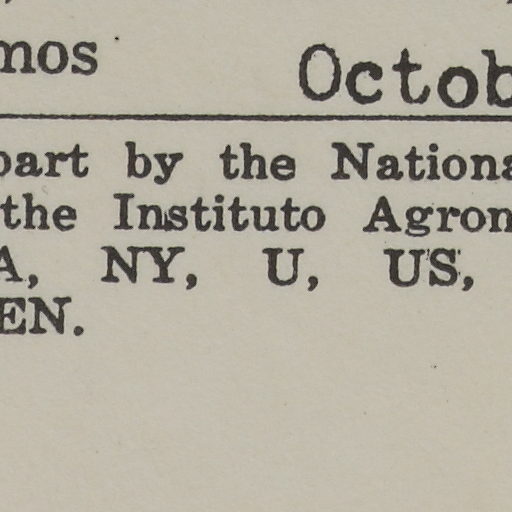 mos Octob
part by the Nationa
the Instituto Agron
A, NY, U, US,
EN.